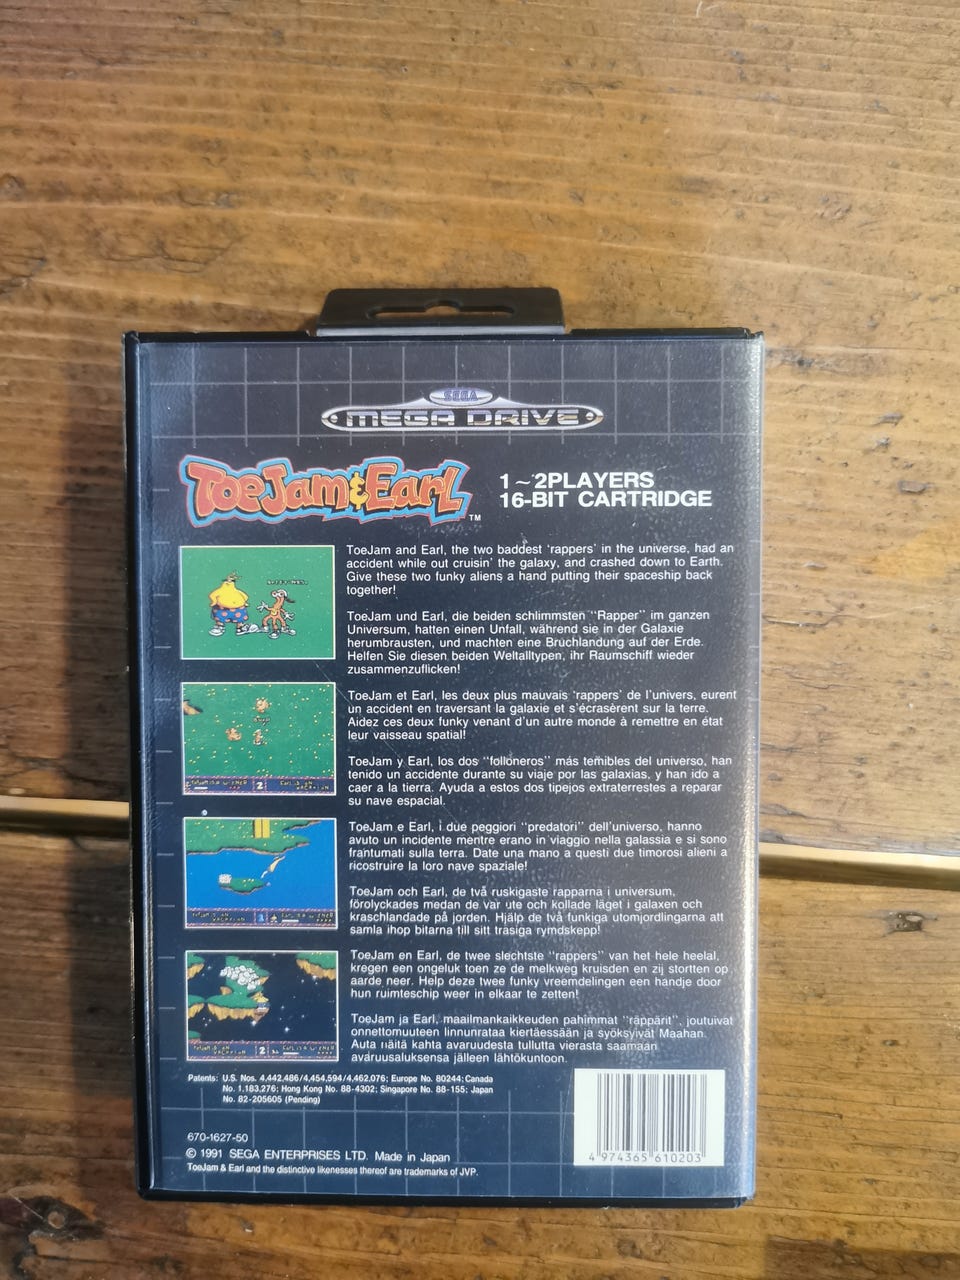 SEGA
MEGA DRIVE
ToeJam & Earl
TM
1~2PLAYERS
16-BIT CARTRIDGE
ToeJam and Earl, the two baddest 'rappers' in the universe, had an
accident while out cruisin' the galaxy, and crashed down to Earth.
Give these two funky aliens a hand putting their spaceship back
together!
ToeJam und Earl, die beiden schlimmsten "Rapper" im ganzen
Universum, hatten einen Unfall, während sie in der Galaxie
herumbrausten, und machten eine Bruchlandung auf der Erde.
Helfen Sie diesen beiden Weltalltypen, ihr Raumschiff wieder
zusammenzuflicken!
ToeJam et Earl, les deux plus mauvais 'rappers' de l'univers, eurent
un accident en traversant la galaxie et s'écrasèrent sur la terre.
Aidez ces deux funky venant d'un autre monde à remettre en état
leur vaisseau spatial!
ToeJam y Earl, los dos "folloneros" más temibles del universo, han
tenido un accidente durante su viaje por las galaxias, y han ido a
caer a la tierra. Ayuda a estos dos tipejos extraterrestres a reparar
su nave espacial.
ToeJam e Earl, i due peggiori "predatori" dell'universo, hanno
avuto un incidente mentre erano in viaggio nella galassia e si sono
frantumati sulla terra. Date una mano a questi due timorosi alieni a
ricostruire la loro nave spaziale!
ToeJam och Earl, de två ruskigaste rapparna i universum,
förolyckades medan de var ute och kollade läget i galaxen och
kraschlandade på jorden. Hjälp de två funkiga utomjordlingarna att
samla ihop bitarna till sitt trasiga rymdskepp!
ToeJam en Earl, de twee slechtste "rappers" van het hele heelal,
kregen een ongeluk toen ze de melkweg kruisden en zij stortten op
aarde neer. Help deze twee funky vreemdelingen een handje door
hun ruimteschip weer in elkaar te zetten!
ToeJam ja Earl, maailmankaikkeuden pahimmat "räppärit", joutuivat
onnettomuuteen linnunrataa kiertäessään ja syöksyivät Maahan.
Auta näitä kahta avaruudesta tullutta vierasta saamaan
avaruusaluksensa jälleen lähtökuntoon.
Patents: U.S. Nos. 4,442,486/4,454,594/4,462,076; Europe No. 80244; Canada
No. 1,183,276; Hong Kong No. 88-4302; Singapore No. 88-155; Japan
No. 82-205605 (Pending)
670-1627-50
© 1991 SEGA ENTERPRISES LTD. Made in Japan
ToeJam & Earl and the distinctive likenesses thereof are trademarks of JVP.
4 974365 610203